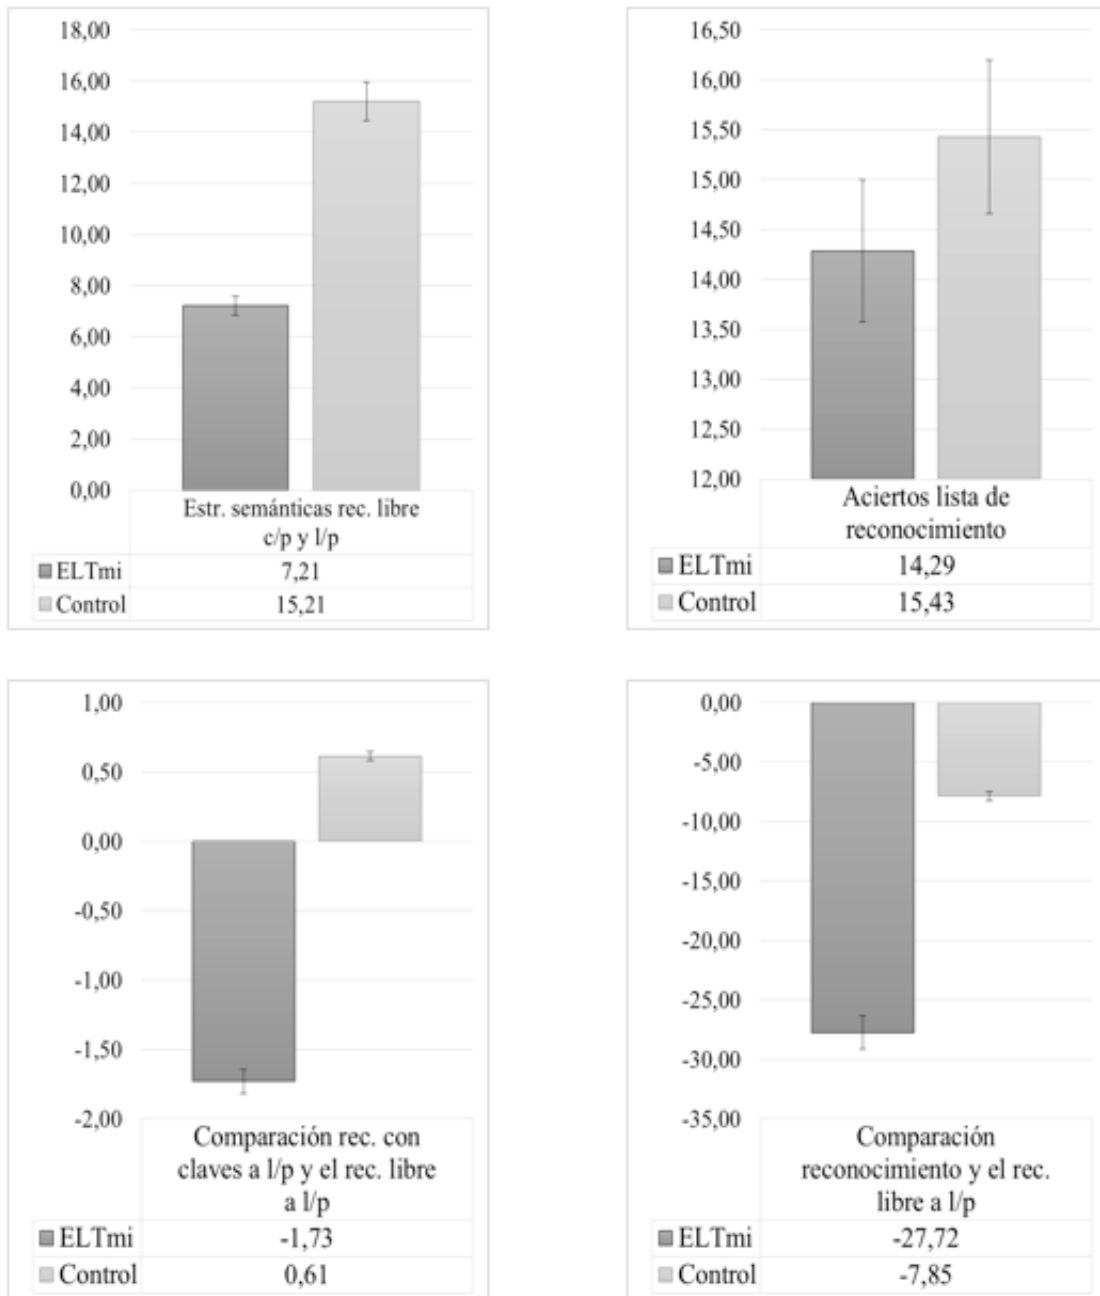 18,00
16,00
14,00
12,00
10,00
8,00
6,00
4,00
2,00
0,00
Estr. semánticas rec. libre
c/p y l/p
ELTmi 7,21
Control 15,21
16,50
16,00
15,50
15,00
14,50
14,00
13,50
13,00
12,50
12,00
Aciertos lista de
reconocimiento
ELTmi 14,29
Control 15,43
1,00
0,50
0,00
-0,50
-1,00
-1,50
-2,00
Comparación rec. con
claves a l/p y el rec. libre
a l/p
ELTmi -1,73
Control 0,61
0,00
-5,00
-10,00
-15,00
-20,00
-25,00
-30,00
-35,00
Comparación
reconocimiento y el rec.
libre a l/p
ELTmi -27,72
Control -7,85